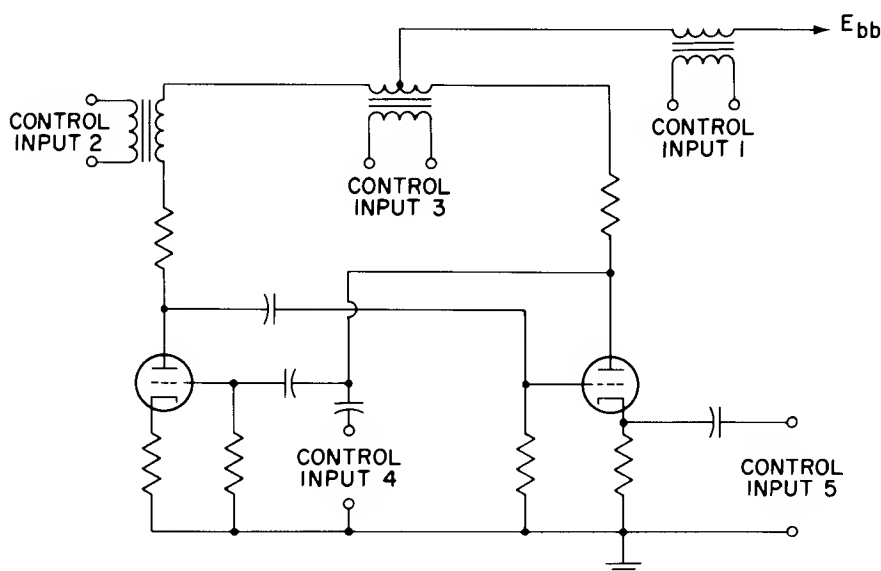 E_bb
CONTROL
INPUT 2
CONTROL
INPUT 1
CONTROL
INPUT 3
CONTROL
INPUT 4
CONTROL
INPUT 5